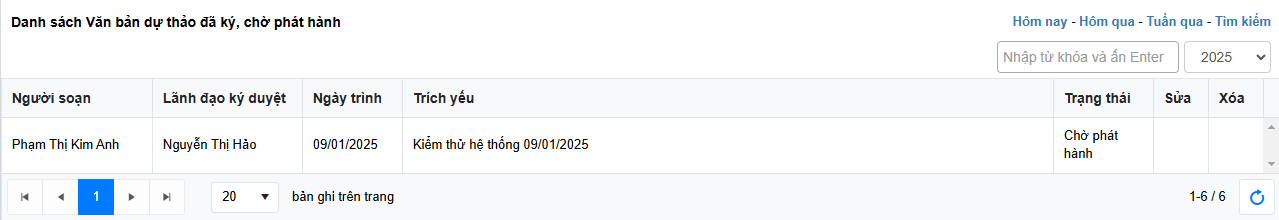 Danh sách Văn bản dự thảo đã ký, chờ phát hành
Hôm nay - Hôm qua - Tuần qua - Tìm kiếm
Nhập từ khóa và ấn Enter 2025
Người soạn Lãnh đạo ký duyệt Ngày trình Trích yếu Trạng thái Sửa Xóa
Phạm Thị Kim Anh Nguyễn Thị Hảo 09/01/2025 Kiểm thử hệ thống 09/01/2025 Chờ phát
hành
1 20 bản ghi trên trang 1-6 / 6